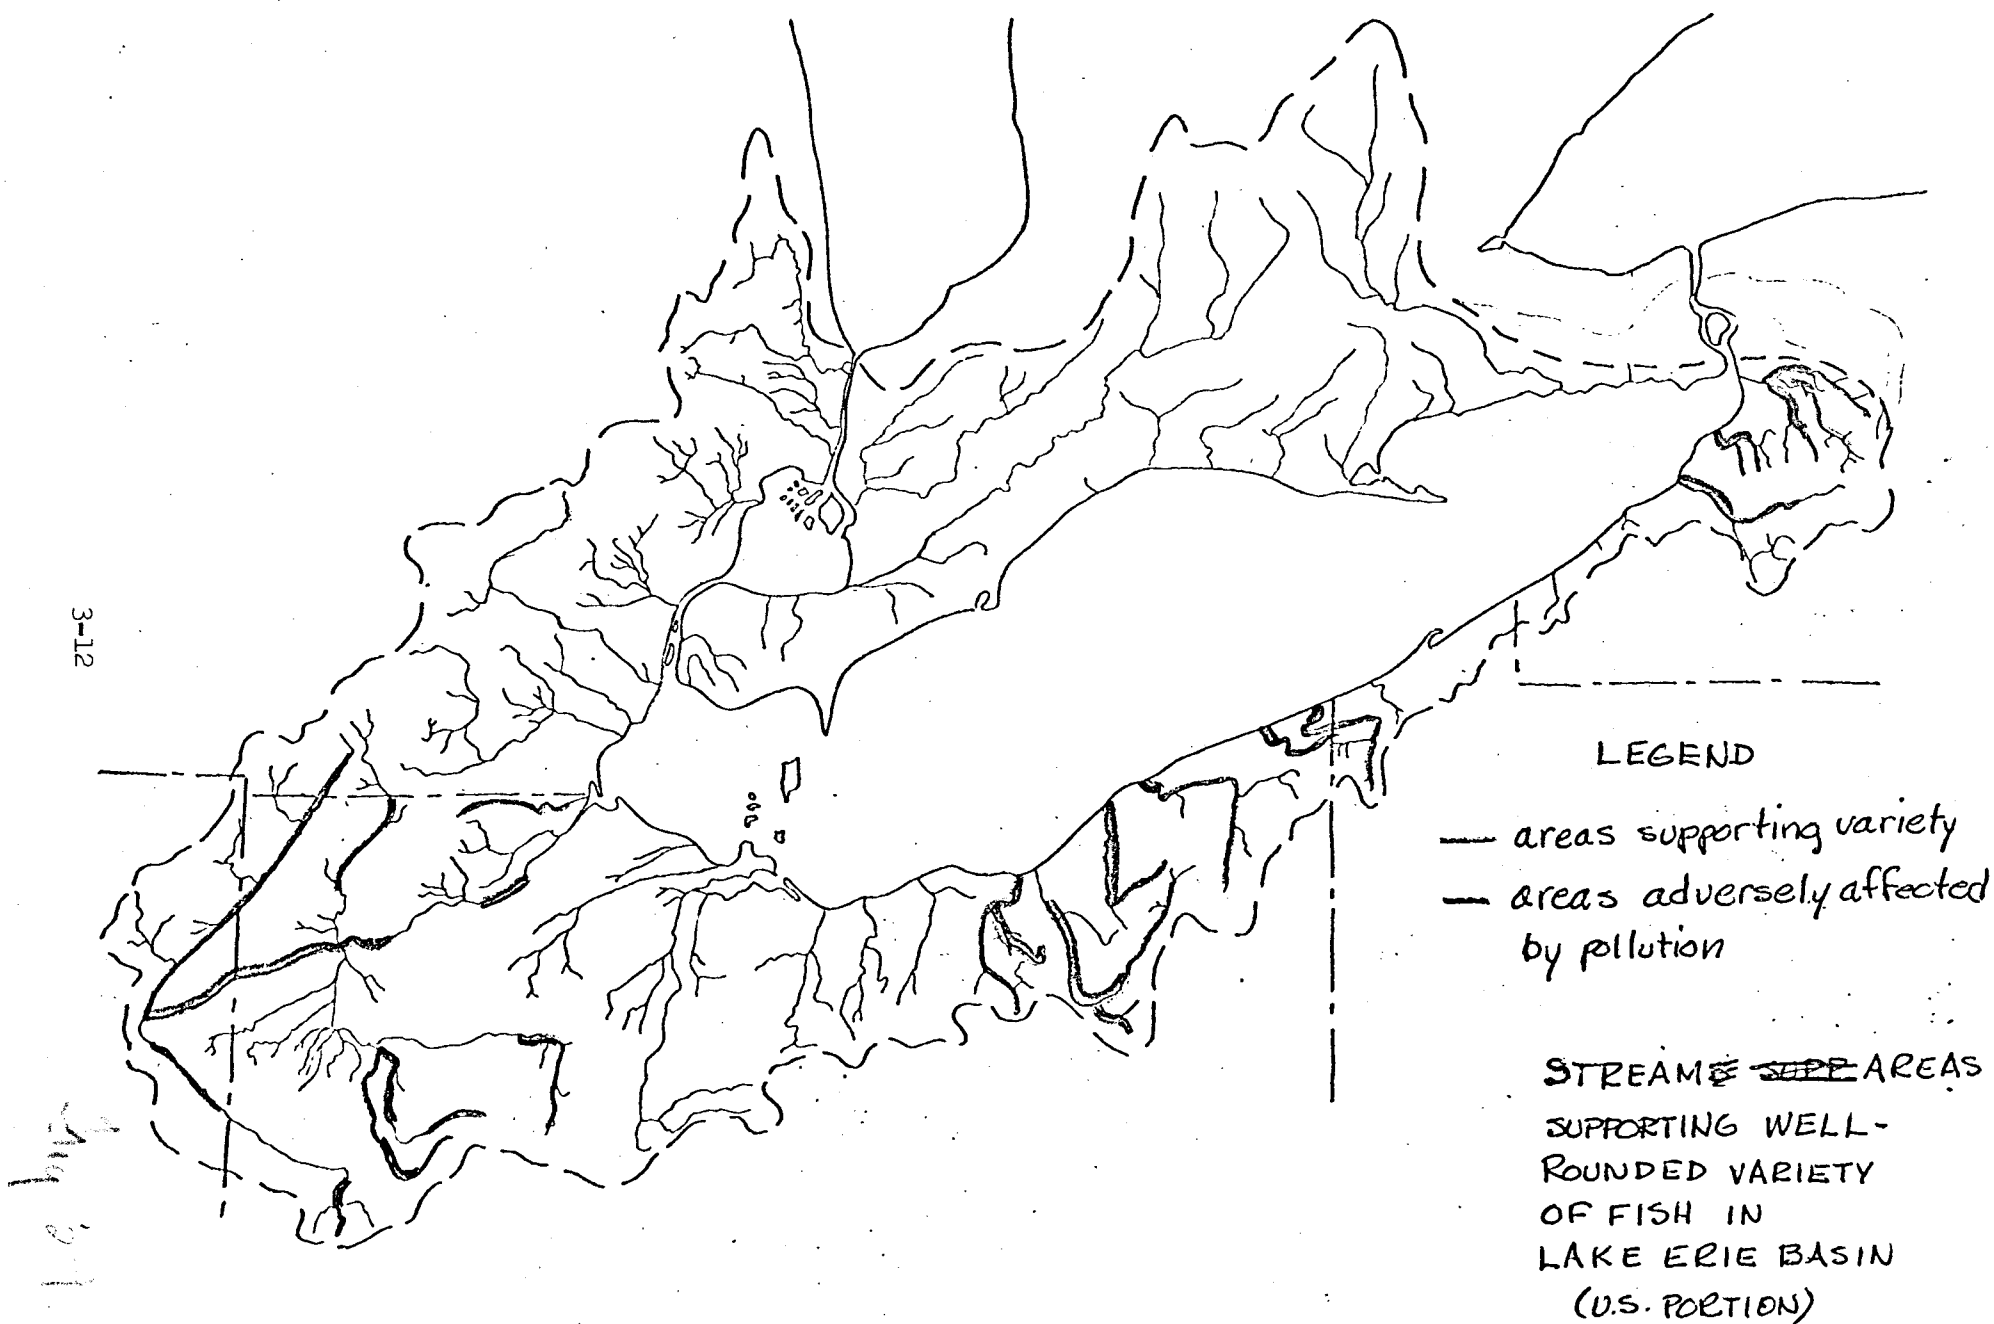 3-12
LEGEND
— areas supporting variety
— areas adversely affected
by pollution
STREAMS SUPP AREAS
SUPPORTING WELL-
ROUNDED VARIETY
OF FISH IN
LAKE ERIE BASIN
(U.S. PORTION)